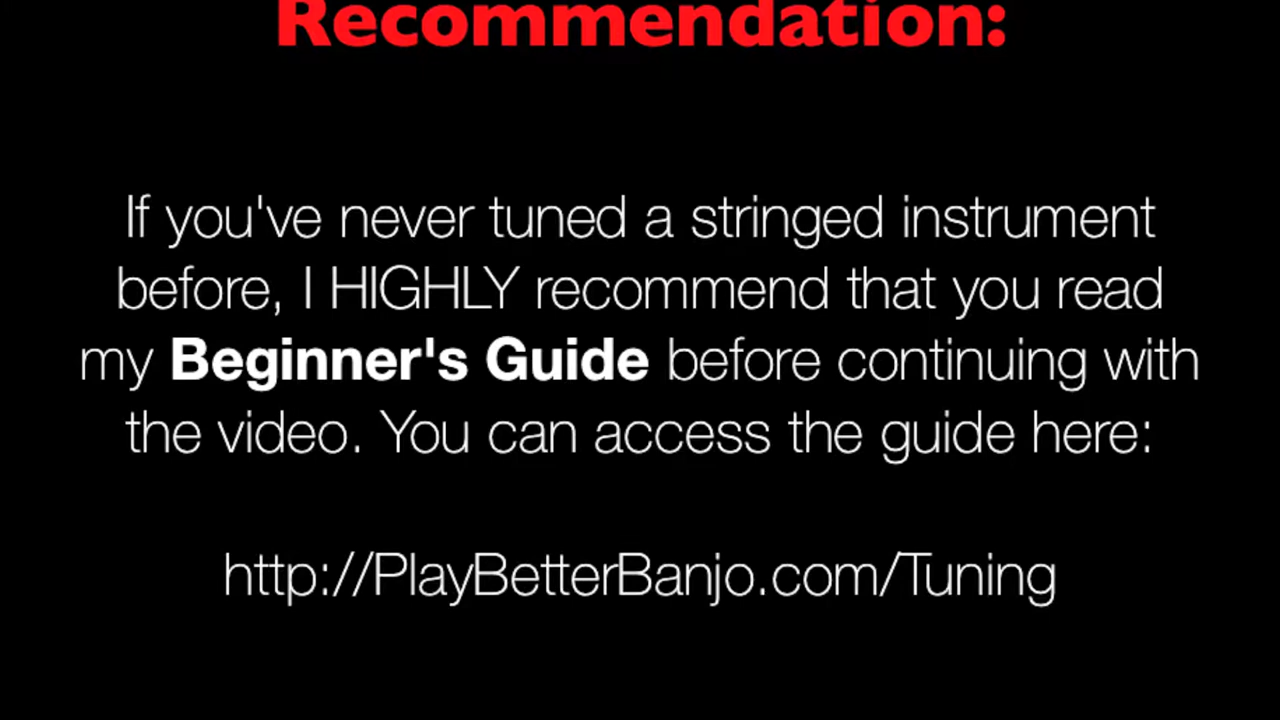 Recommendation:
If you've never tuned a stringed instrument
before, I HIGHLY recommend that you read
my Beginner's Guide before continuing with
the video. You can access the guide here:
http://PlayBetterBanjo.com/Tuning